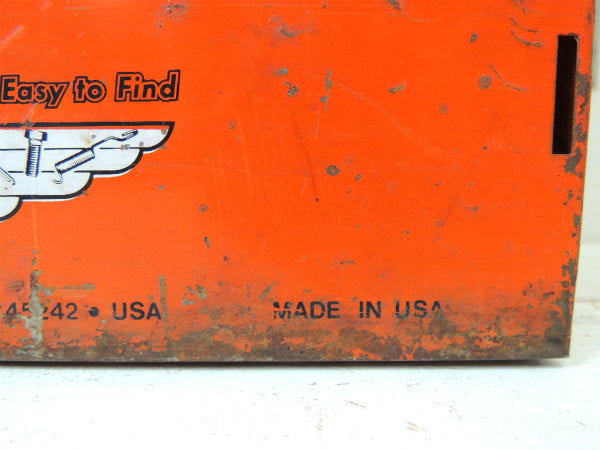 Easy to Find
45242 • USA MADE IN USA